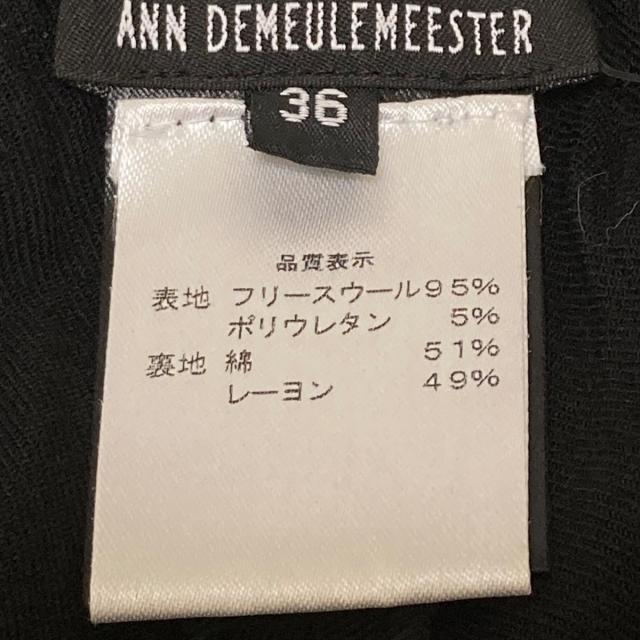 ANN DEMEULEMEESTER
36
品質表示
表地 フリースウール95%
ポリウレタン 5%
裏地 綿 51%
レーヨン 49%